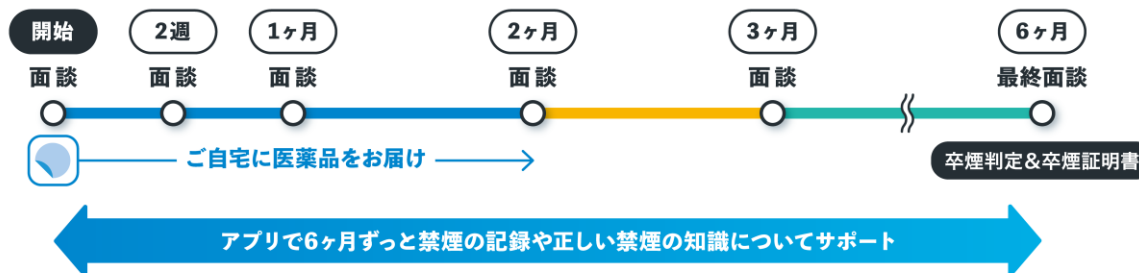 開始 2週 1ヶ月 2ヶ月 3ヶ月 6ヶ月
面談 面談 面談 面談 面談 最終面談
ご自宅に医薬品をお届け
卒煙判定&卒煙証明書
アプリで6ヶ月ずっと禁煙の記録や正しい禁煙の知識についてサポート